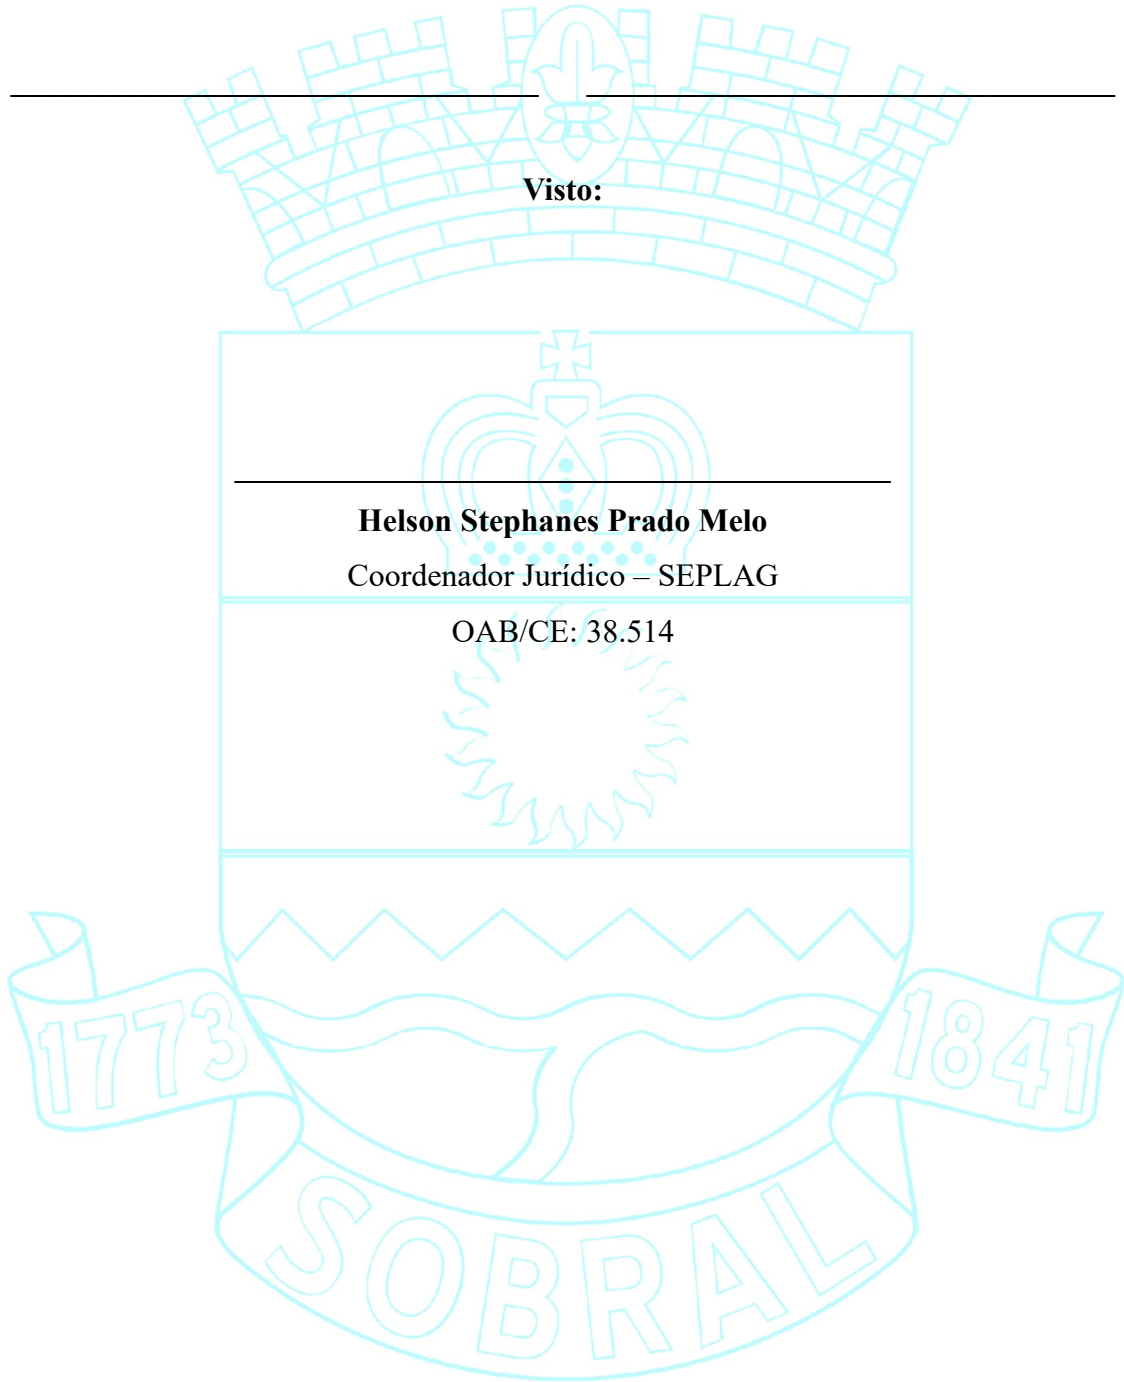 Visto:
Helson Stephanes Prado Melo
Coordenador Jurídico – SEPLAG
OAB/CE: 38.514
1773
1841
SOBRAL